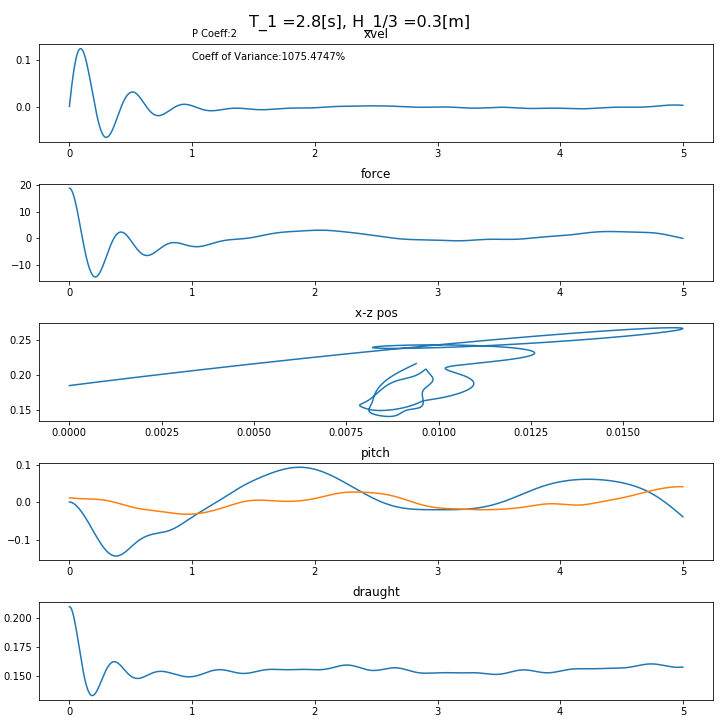 T_1 =2.8[s], H_1/3 =0.3[m]
P Coeff:2
xvel
Coeff of Variance:1075.4747%
0.1
0.0
0 1 2 3 4 5
force
20
10
0
−10
0 1 2 3 4 5
x-z pos
0.25
0.20
0.15
0.0000 0.0025 0.0050 0.0075 0.0100 0.0125 0.0150
pitch
0.1
0.0
−0.1
0 1 2 3 4 5
draught
0.200
0.175
0.150
0 1 2 3 4 5